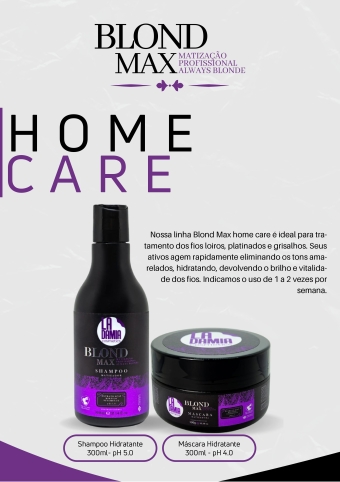 BLOND
MAX
MATIZAÇÃO
PROFISSIONAL
ALWAYS BLONDE
HOME
CARE
Nossa linha Blond Max home care é ideal para tra-
tamento dos fios loiros, platinados e grisalhos. Seus
ativos agem rapidamente eliminando os tons ama-
relados, hidratando, devolvendo o brilho e vitalida-
de dos fios. Indicamos o uso de 1 a 2 vezes por
semana.
LA
DAMIA
BLOND
MAX
SHAMPOO
LA
DAMIA
BLOND
MAX
MÁSCARA
Shampoo Hidratante
300ml- pH 5.0
Máscara Hidratante
300ml - pH 4.0